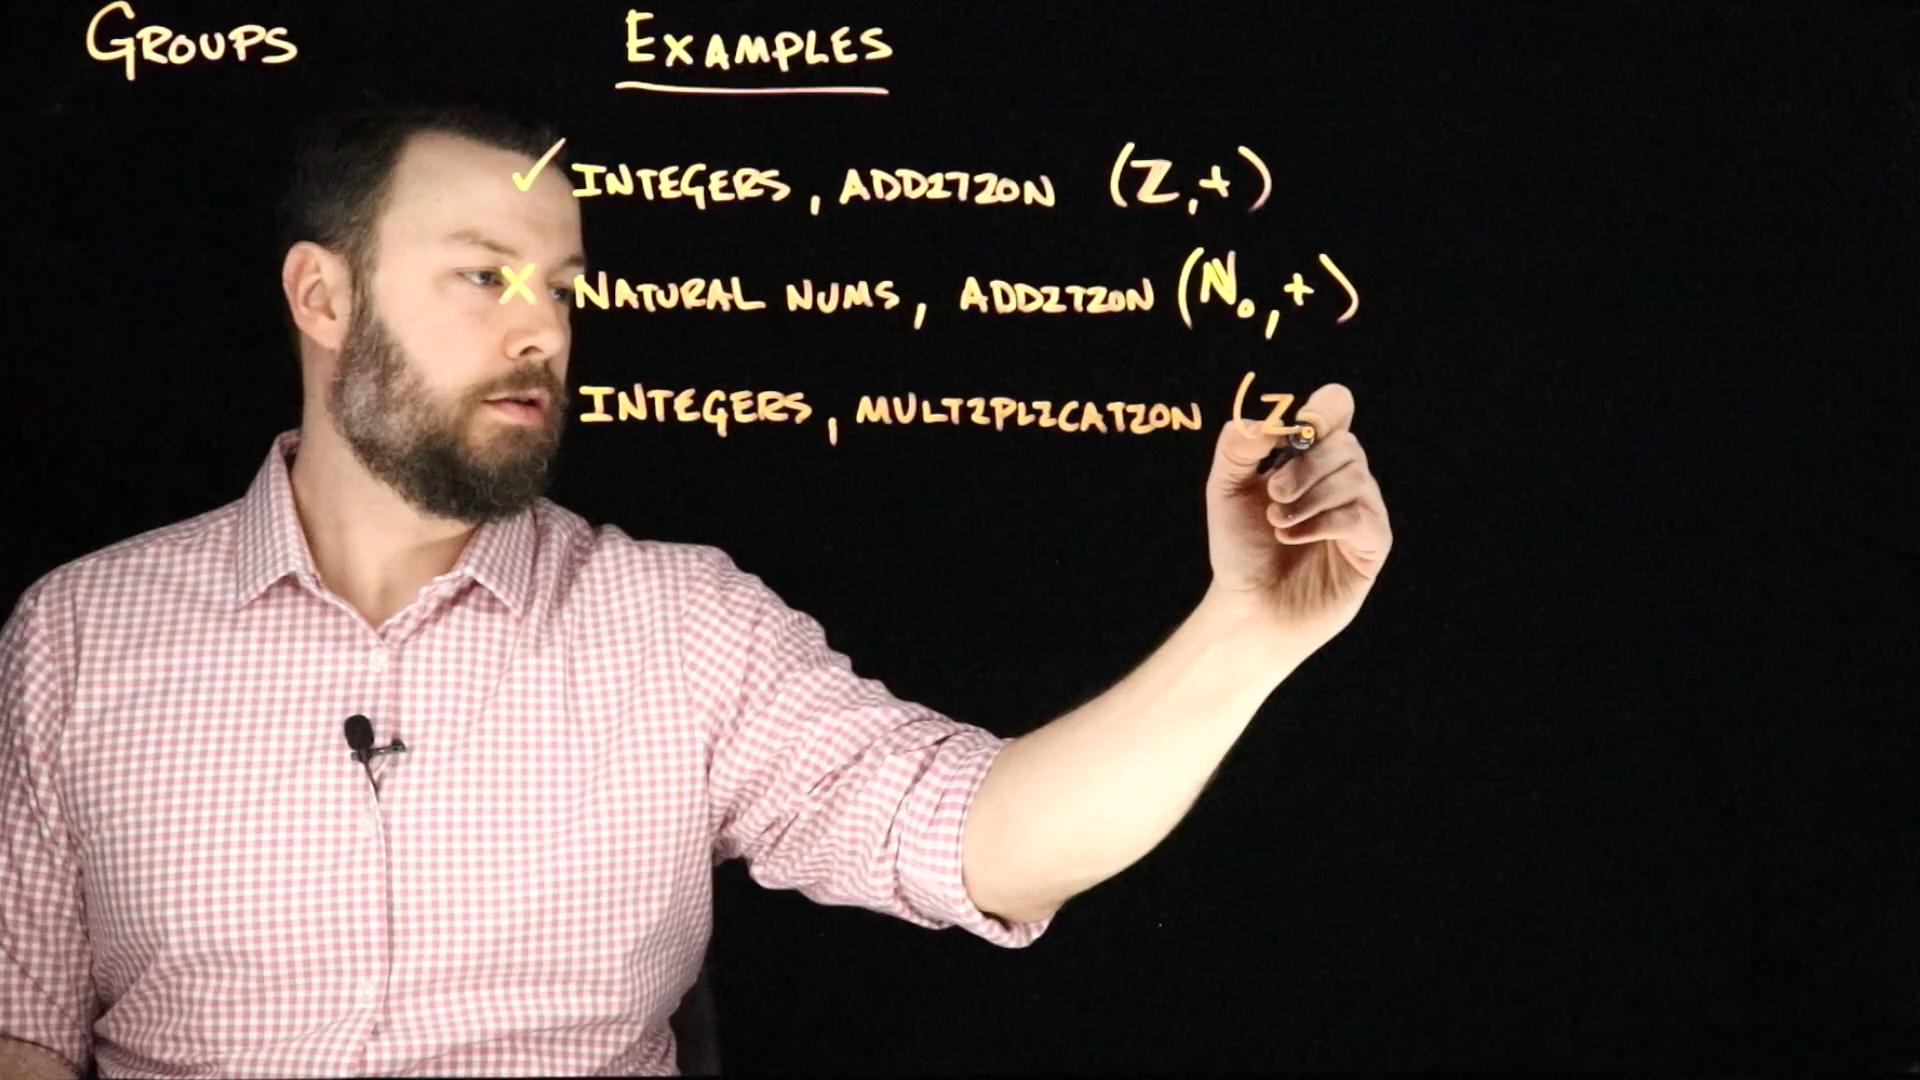 GROUPS
EXAMPLES
✓ INTEGERS, ADDITION (Z,+)
X NATURAL NUMS, ADDITION (N₀,+)
INTEGERS, MULTIPLICATION (Z